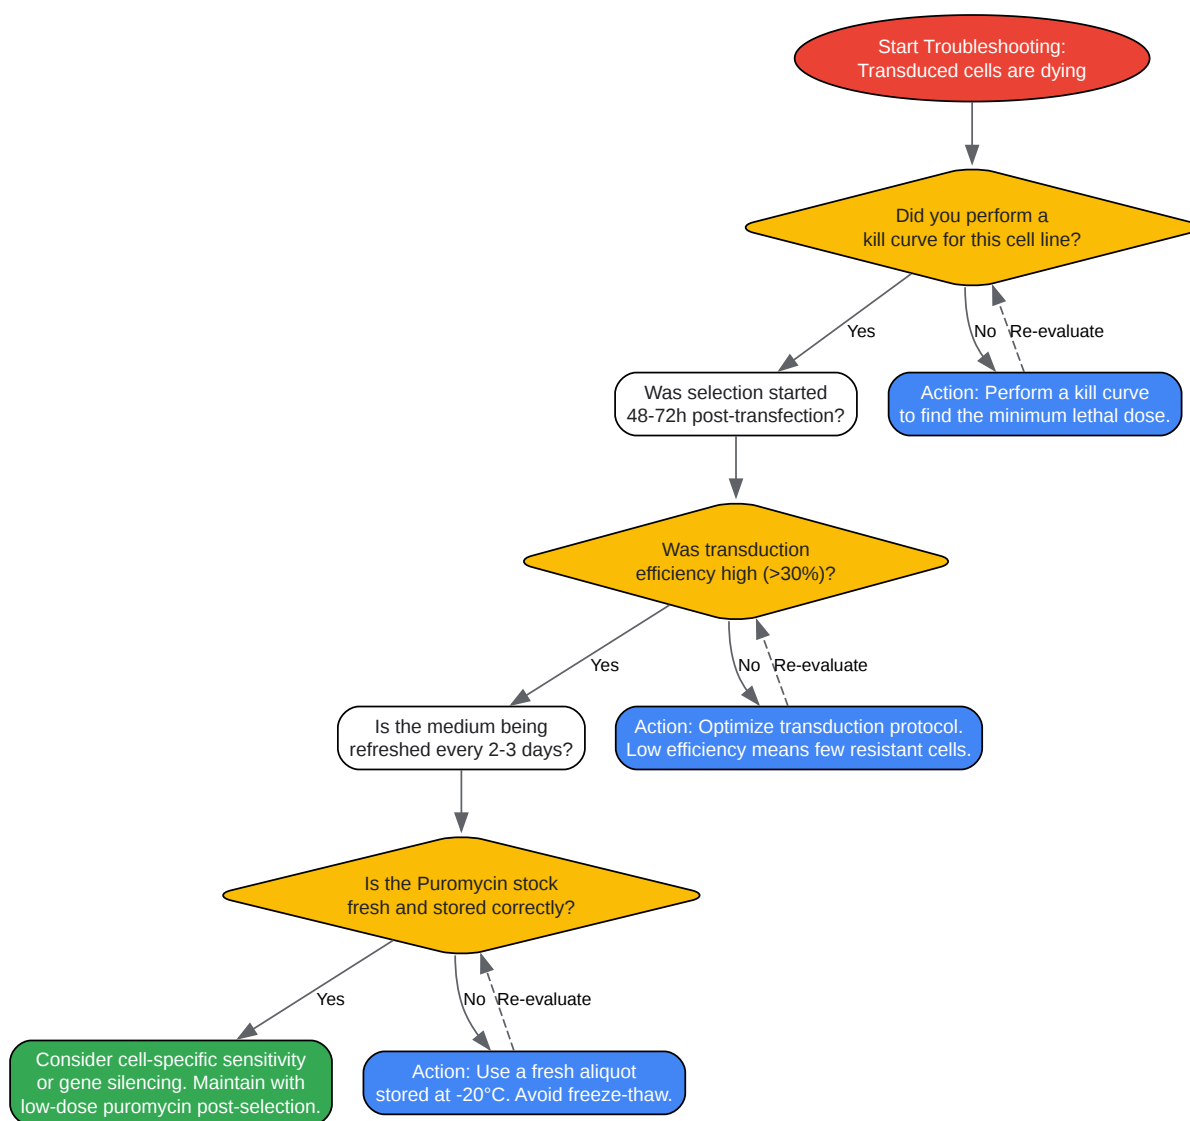 Start Troubleshooting:
Transduced cells are dying
Did you perform a
kill curve for this cell line?
Yes
No
Re-evaluate
Was selection started
48-72h post-transfection?
Action: Perform a kill curve
to find the minimum lethal dose.
Was transduction
efficiency high (>30%)?
Yes
No
Re-evaluate
Is the medium being
refreshed every 2-3 days?
Action: Optimize transduction protocol.
Low efficiency means few resistant cells.
Is the Puromycin stock
fresh and stored correctly?
Yes
No
Re-evaluate
Consider cell-specific sensitivity
or gene silencing. Maintain with
low-dose puromycin post-selection.
Action: Use a fresh aliquot
stored at -20°C. Avoid freeze-thaw.